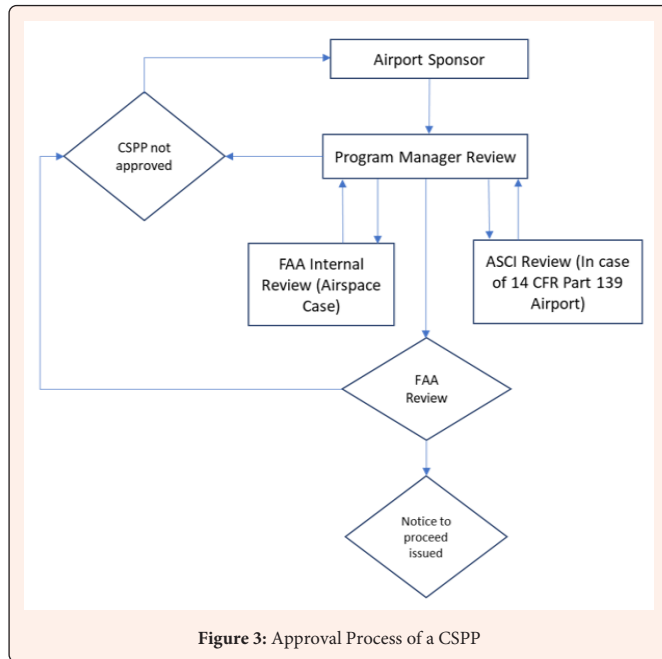 Airport Sponsor
CSPP not
approved
Program Manager Review
FAA Internal
Review (Airspace
Case)
ASCI Review (In case
of 14 CFR Part 139
Airport)
FAA
Review
Notice to
proceed
issued
Figure 3: Approval Process of a CSPP